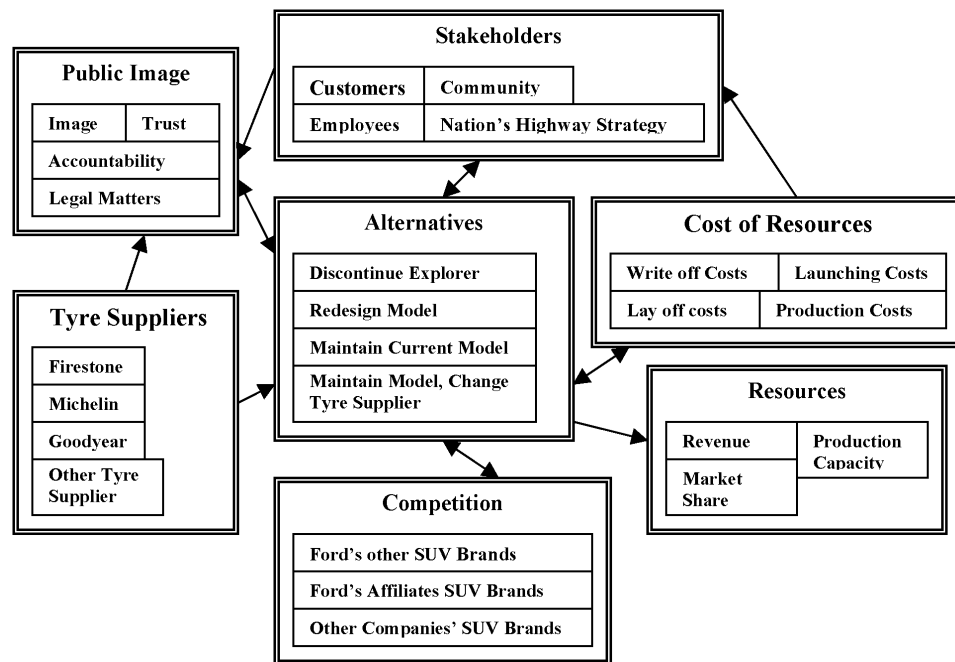 Stakeholders
Customers
Community
Employees
Nation's Highway Strategy
Public Image
Image
Trust
Accountability
Legal Matters
Alternatives
Discontinue Explorer
Redesign Model
Maintain Current Model
Maintain Model, Change
Tyre Supplier
Cost of Resources
Write off Costs
Launching Costs
Lay off costs
Production Costs
Tyre Suppliers
Firestone
Michelin
Goodyear
Other Tyre
Supplier
Resources
Revenue
Production
Capacity
Market
Share
Competition
Ford's other SUV Brands
Ford's Affiliates SUV Brands
Other Companies' SUV Brands